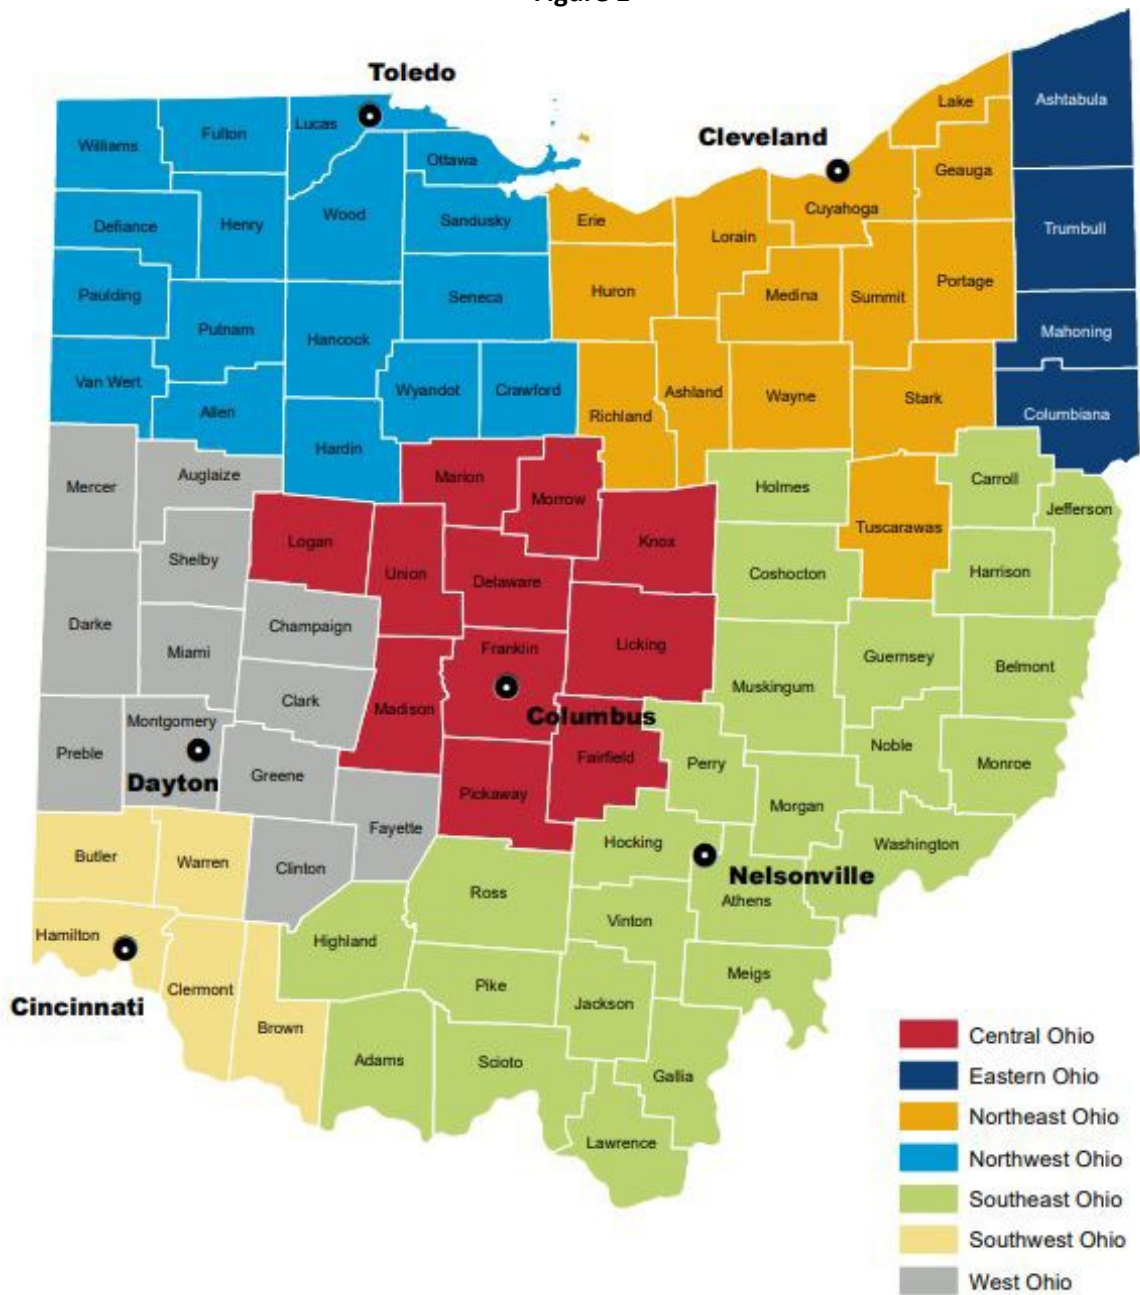 Figure 2
Toledo
Lake
Ashtabula
Lucas
Fulton
Williams
Cleveland
Ottawa
Geauga
Cuyahoga
Wood
Erie
Sandusky
Defiance
Henry
Lorain
Trumbull
Portage
Huron
Medina
Summit
Paulding
Seneca
Putnam
Hancock
Mahoning
Van Wert
Wyandot
Crawford
Ashland
Wayne
Stark
Allen
Richland
Columbiana
Hardin
Auglaize
Marion
Mercer
Holmes
Carroll
Morrow
Jefferson
Tuscarawas
Logan
Knox
Shelby
Union
Delaware
Coshocton
Harrison
Darke
Champaign
Miami
Franklin
Licking
Guernsey
Belmont
Muskingum
Clark
Madison
Columbus
Montgomery
Noble
Preble
Fairfield
Perry
Monroe
Greene
Dayton
Pickaway
Morgan
Fayette
Hocking
Washington
Butler
Warren
Clinton
Nelsonville
Ross
Athens
Vinton
Hamilton
Highland
Meigs
Clermont
Pike
Jackson
Cincinnati
Brown
Adams
Scioto
Gallia
Lawrence
Central Ohio
Eastern Ohio
Northeast Ohio
Northwest Ohio
Southeast Ohio
Southwest Ohio
West Ohio